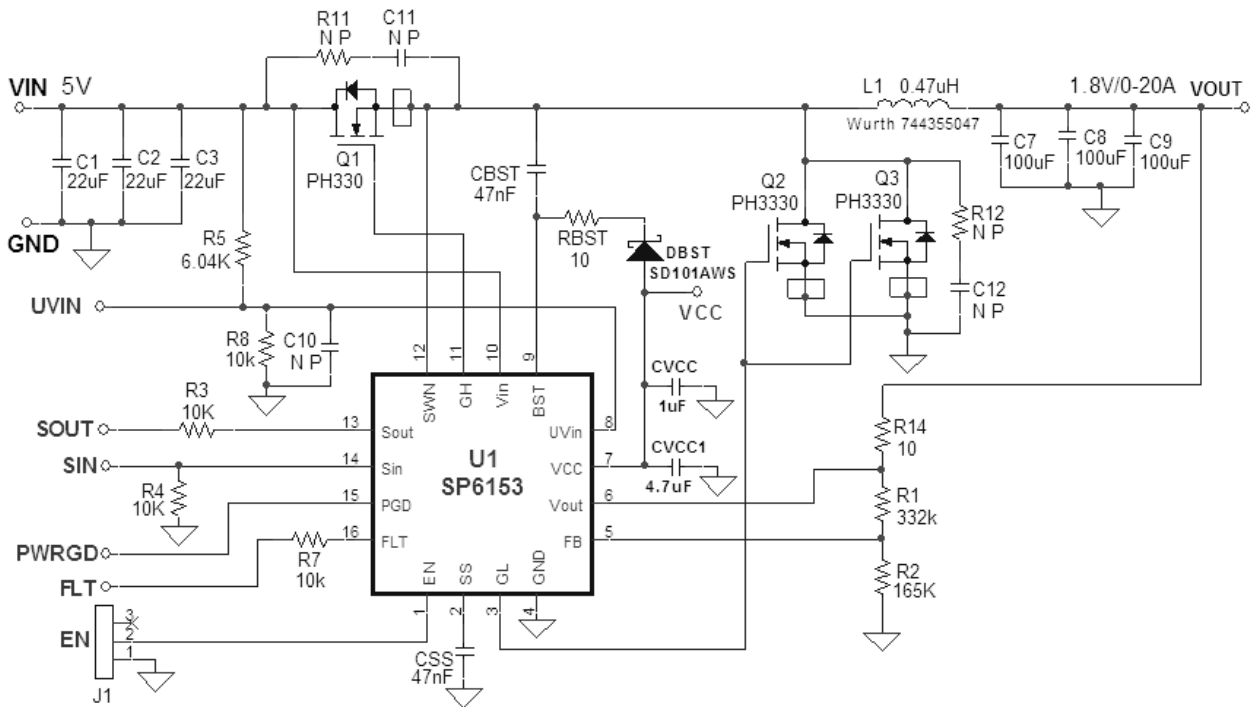 R11
N P
C11
N P
VIN 5V
L1 0.47uH
Wurth 744355047
1.8V/0-20A
VOUT
C1
22uF
C2
22uF
C3
22uF
Q1
PH330
CBST
47nF
Q2
PH3330
Q3
PH3330
C7
100uF
C8
100uF
C9
100uF
GND
R5
6.04K
RBST
10
DBST
SD101AWS
VCC
R12
N P
C12
N P
UVIN
R8
10k
C10
N P
12
11
10
9
SWN
GH
Vin
BST
CVCC
1uF
R3
10K
SOUT
13
Sout
UVin
8
SIN
14
Sin
U1
SP6153
VCC
7
CVCC1
4.7uF
R14
10
R4
10K
15
PGD
Vout
6
R1
332k
PWRGD
16
FLT
FB
5
R7
10k
R2
165K
FLT
EN
SS
GL
GND
1
2
3
4
EN
3
2
1
J1
CSS
47nF